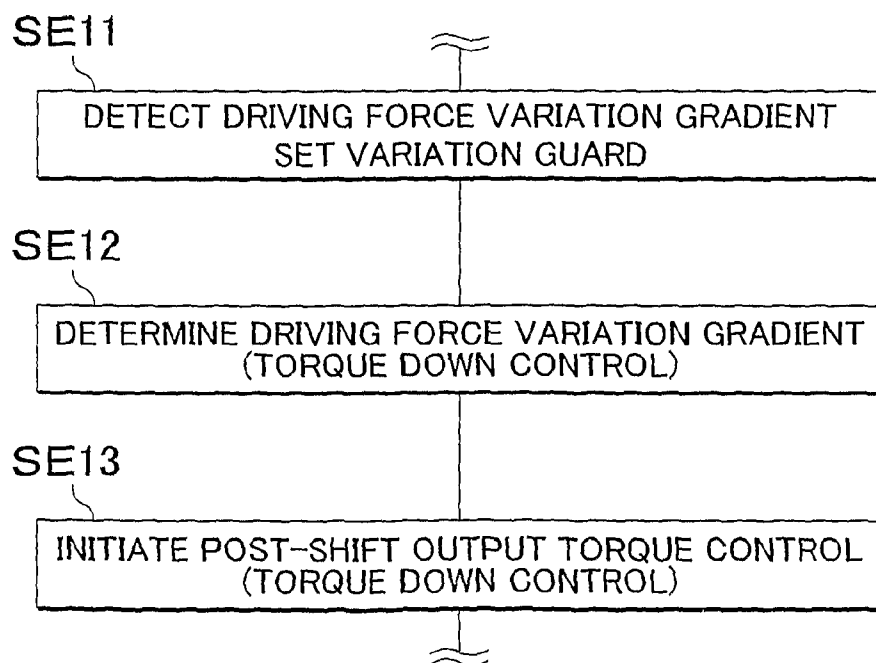 SE11
DETECT DRIVING FORCE VARIATION GRADIENT
SET VARIATION GUARD
SE12
DETERMINE DRIVING FORCE VARIATION GRADIENT
(TORQUE DOWN CONTROL)
SE13
INITIATE POST-SHIFT OUTPUT TORQUE CONTROL
(TORQUE DOWN CONTROL)